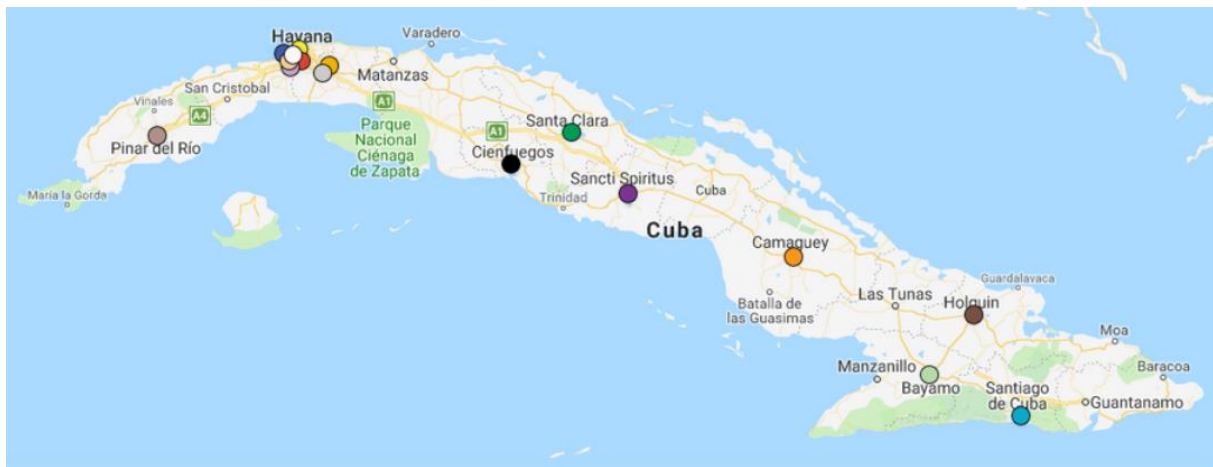 Havana
Varadero
Matanzas
San Cristobal
Vinales
A4
A1
Parque
Nacional
Ciénaga
de Zapata
Pinar del Río
María la Gorda
A1
Santa Clara
Cienfuegos
Sancti Spiritus
Trinidad
Cuba
Cuba
Camaguey
Batalla de
las Guasimas
Las Tunas
Guardalavaca
Holguin
Moa
Manzanillo
Bayamo
Santiago
de Cuba
Baracoa
Guantanamo